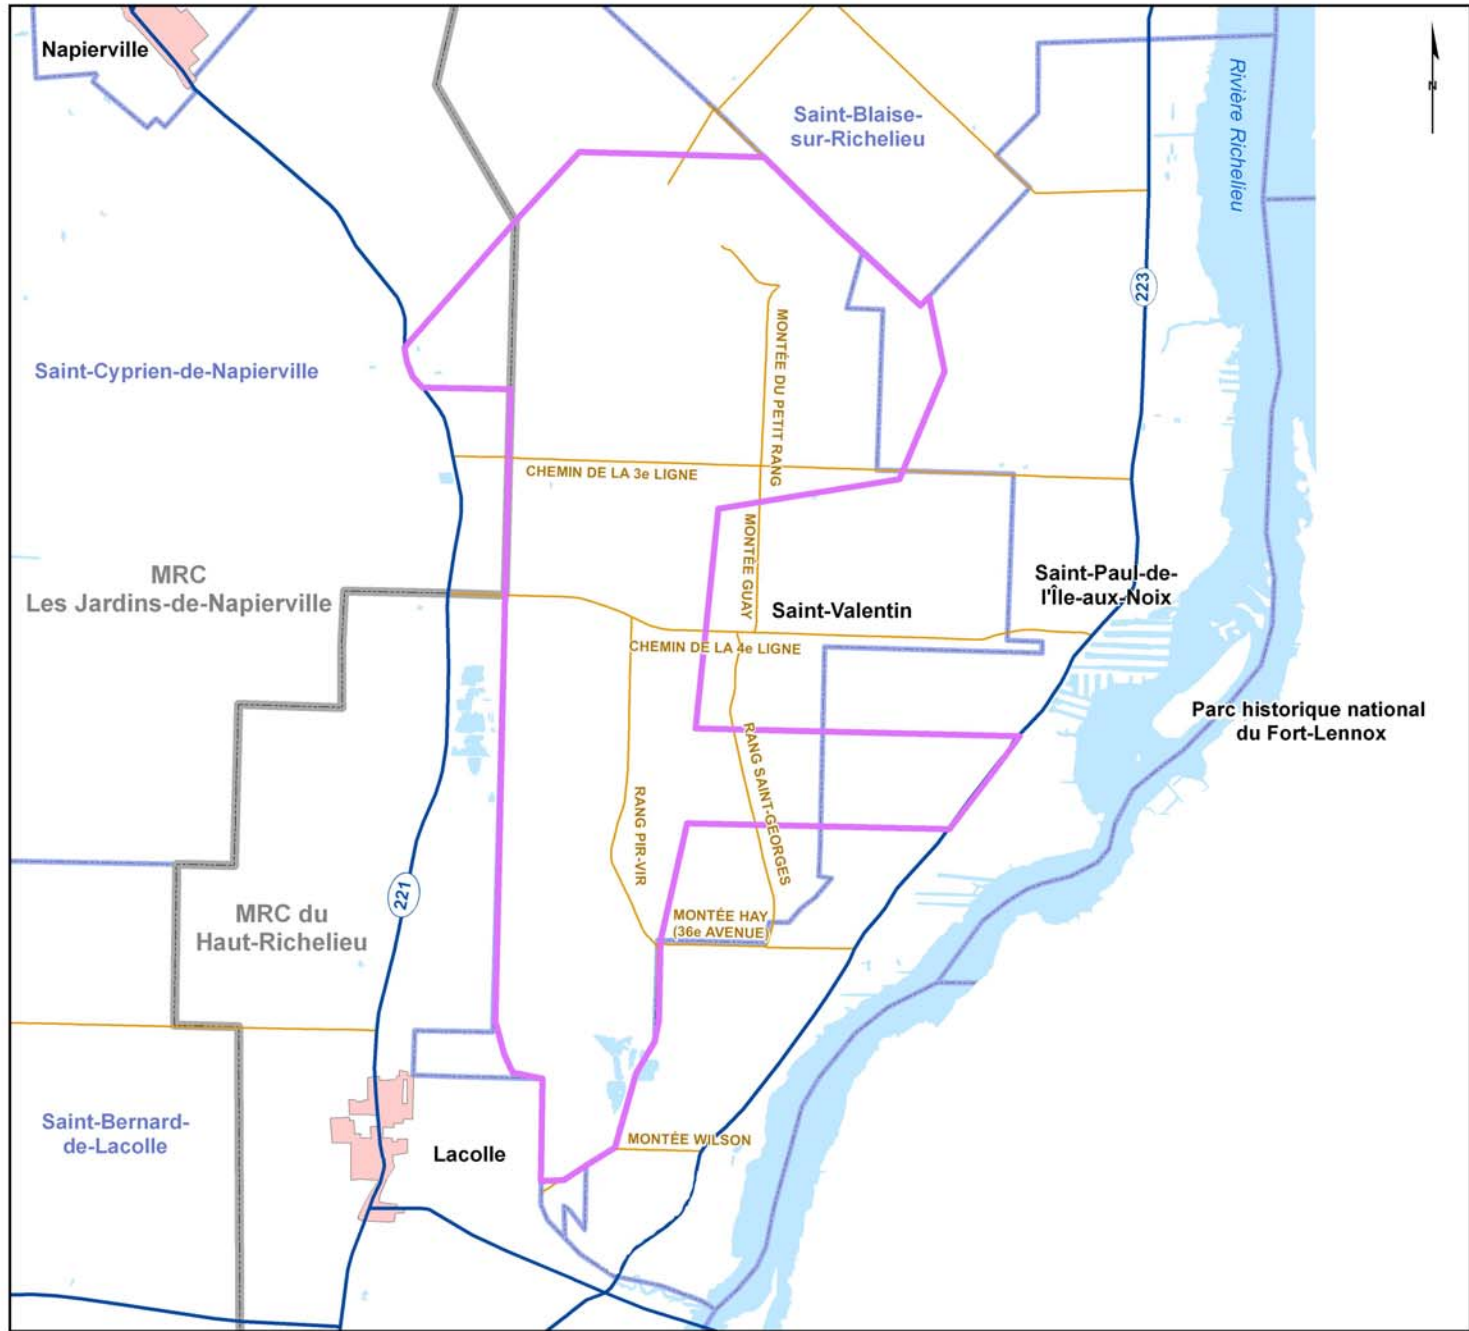 Napierville
Saint-Blaise-
sur-Richelieu
Rivière Richelieu
N
223
Saint-Cyprien-de-Napierville
MONTÉE DU PETIT RANG
CHEMIN DE LA 3e LIGNE
MONTÉE GUAY
MRC
Les Jardins-de-Napierville
Saint-Paul-de-
l'Île-aux-Noix
Saint-Valentin
CHEMIN DE LA 4e LIGNE
Parc historique national
du Fort-Lennox
RANG SAINT-GEORGES
RANG PIR-VIR
221
MRC du
Haut-Richelieu
MONTÉE HAY
(36e AVENUE)
Saint-Bernard-
de-Lacolle
Lacolle
MONTÉE WILSON